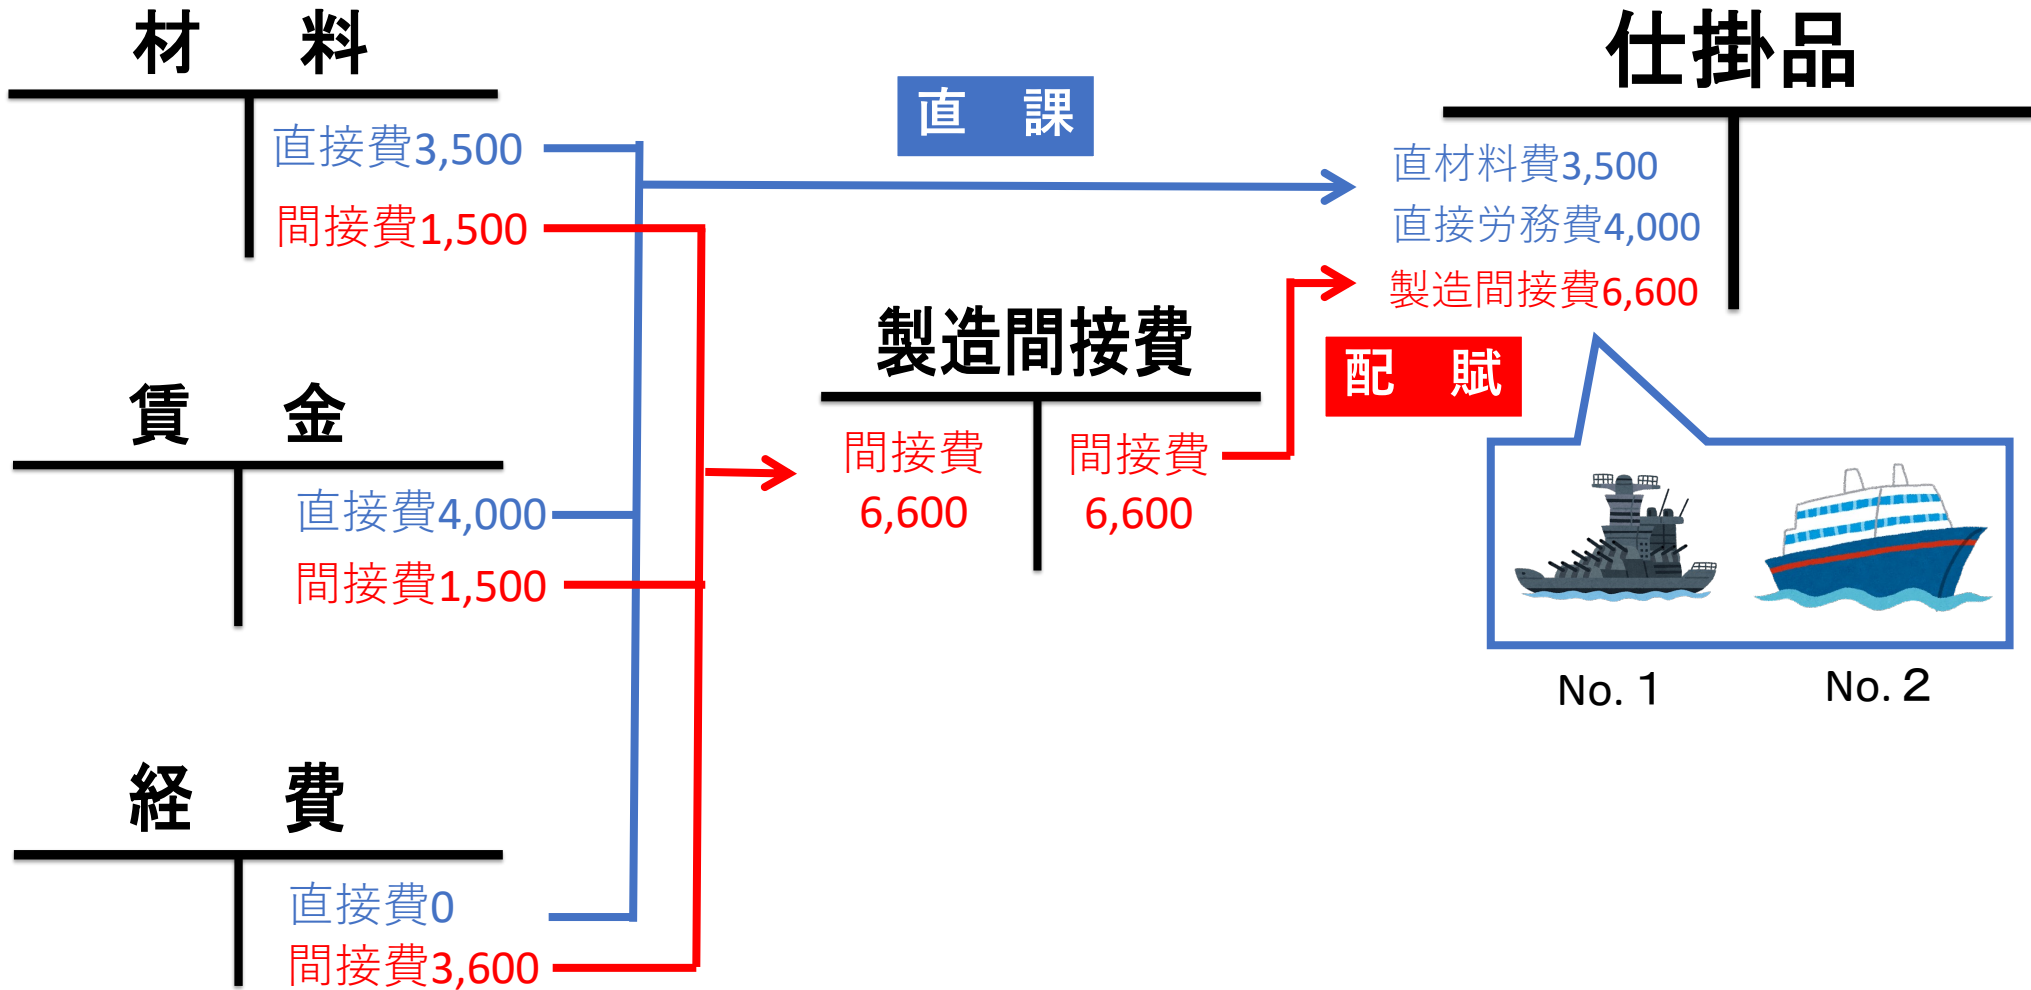 材　料
直接費3,500
間接費1,500
賃　金
直接費4,000
間接費1,500
経　費
直接費0
間接費3,600
直　課
製造間接費
間接費
6,600
間接費
6,600
配　賦
仕掛品
直材料費3,500
直接労務費4,000
製造間接費6,600
No.１
No.２